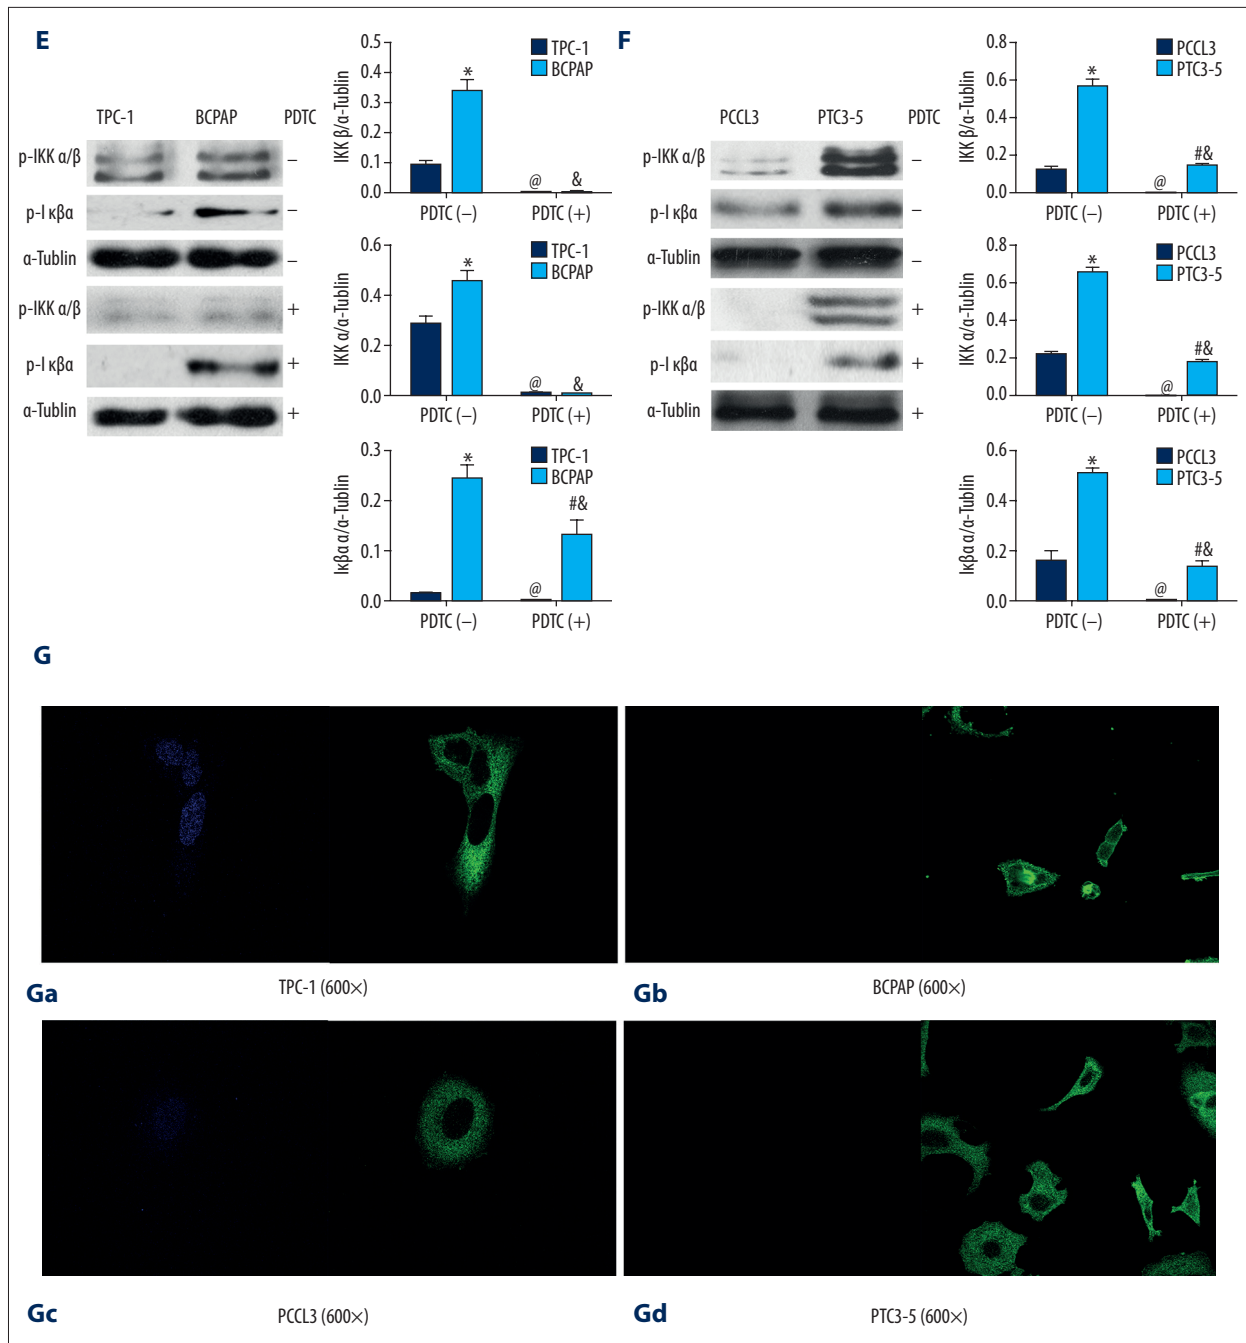 E
TPC-1 BCPAP PDTC
p-IKK α/β –
p-I κβα –
α-Tublin –
p-IKK α/β +
p-I κβα +
α-Tublin +
0.5
0.4
0.3
0.2
0.1
0.0
IKK β/α-Tublin
TPC-1
BCPAP
*
@ &
PDTC (–) PDTC (+)
0.6
0.4
0.2
0.0
IKK α/α-Tublin
TPC-1
BCPAP
*
@ &
PDTC (–) PDTC (+)
0.3
0.2
0.1
0.0
Iκβα α/α-Tublin
TPC-1
BCPAP
*
@ #&
PDTC (–) PDTC (+)
F
PCCL3 PTC3-5 PDTC
p-IKK α/β –
p-I κβα –
α-Tublin –
p-IKK α/β +
p-I κβα +
α-Tublin +
0.8
0.6
0.4
0.2
0.0
IKK β/α-Tublin
PCCL3
PTC3-5
*
@ #&
PDTC (–) PDTC (+)
0.8
0.6
0.4
0.2
0.0
IKK α/α-Tublin
PCCL3
PTC3-5
*
@ #&
PDTC (–) PDTC (+)
0.6
0.4
0.2
0.0
Iκβα α/α-Tublin
PCCL3
PTC3-5
*
@ #&
PDTC (–) PDTC (+)
G
Ga TPC-1 (600×)
Gb BCPAP (600×)
Gc PCCL3 (600×)
Gd PTC3-5 (600×)